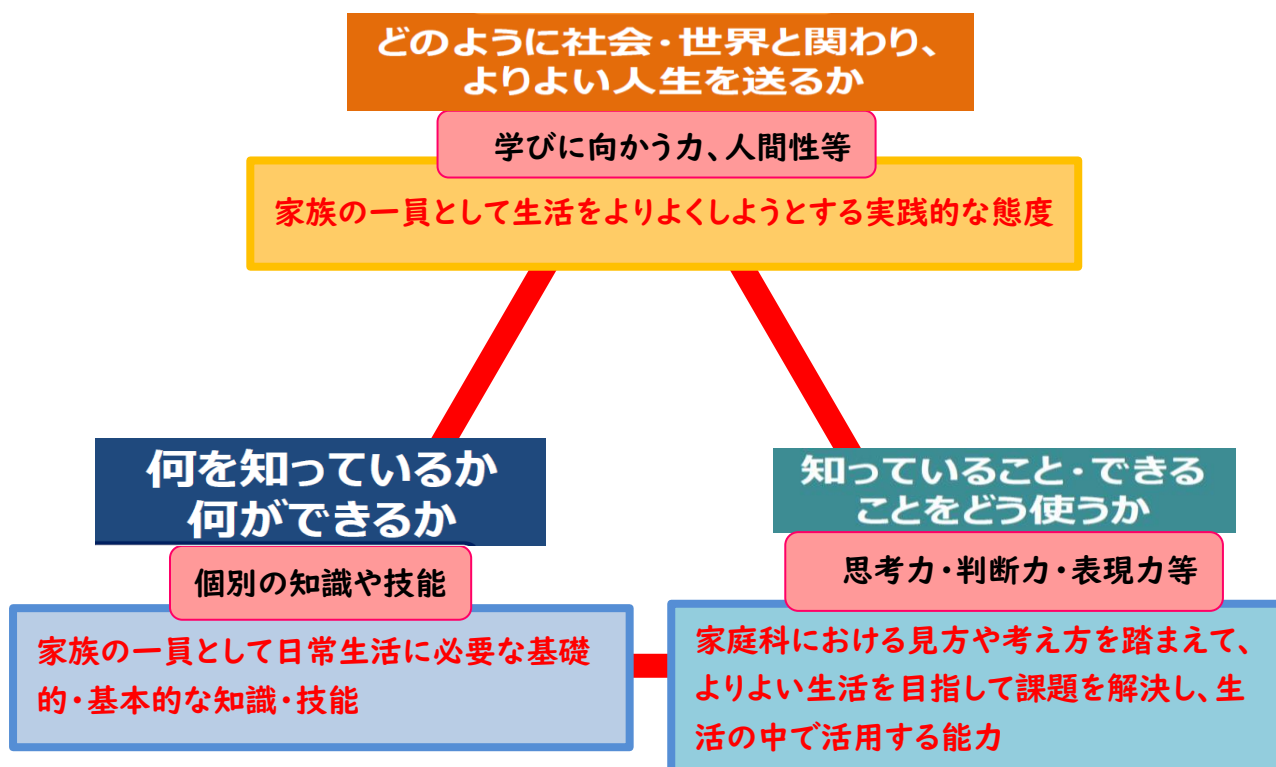 どのように社会・世界と関わり、
よりよい人生を送るか
学びに向かう力、人間性等
家族の一員として生活をよりよくしようとする実践的な態度
何を知っているか
何ができるか
個別の知識や技能
家族の一員として日常生活に必要な基礎
的・基本的な知識・技能
知っていること・できる
ことをどう使うか
思考力・判断力・表現力等
家庭科における見方や考え方を踏まえて、
よりよい生活を目指して課題を解決し、生
活の中で活用する能力